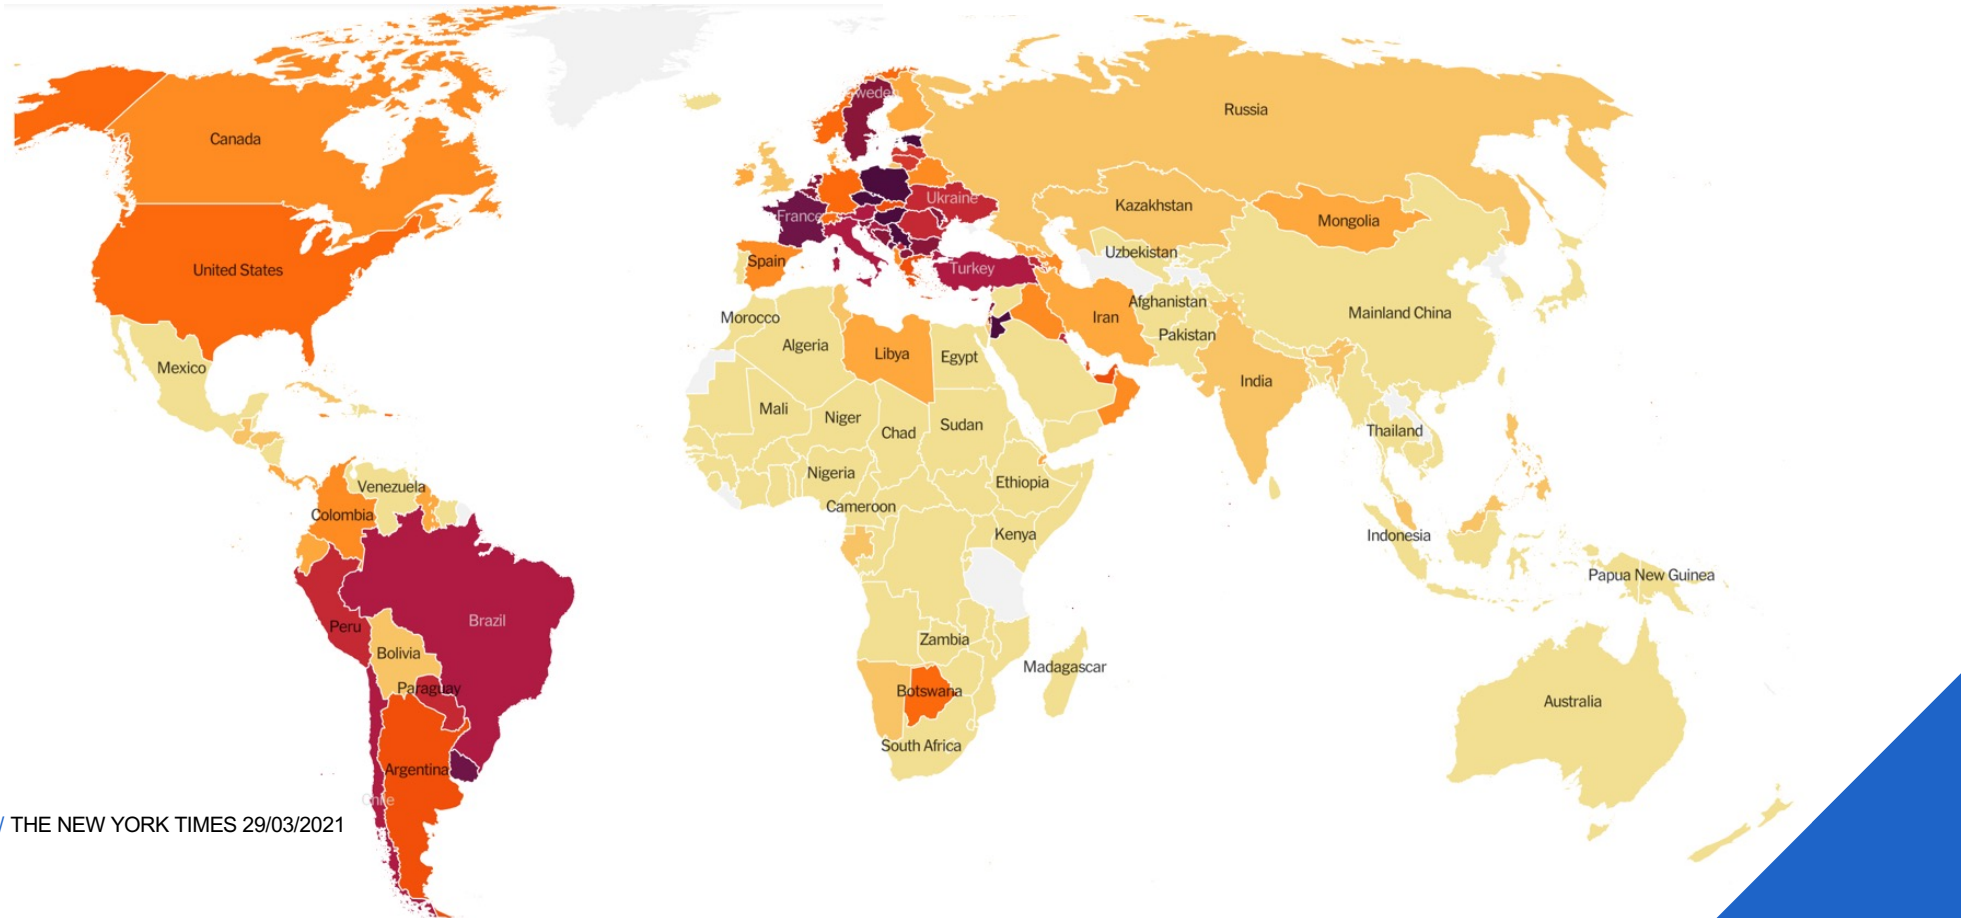 Sweden
Russia
Canada
Ukraine
Kazakhstan
France
Mongolia
Uzbekistan
Spain
United States
Turkey
Afghanistan
Mainland China
Morocco
Iran
Pakistan
Algeria
Libya
Egypt
Mexico
India
Mali
Niger
Chad
Sudan
Thailand
Nigeria
Ethiopia
Venezuela
Cameroon
Colombia
Kenya
Indonesia
Papua New Guinea
Brazil
Peru
Zambia
Bolivia
Madagascar
Paraguay
Botswana
Australia
South Africa
Argentina
Chile
/ THE NEW YORK TIMES 29/03/2021